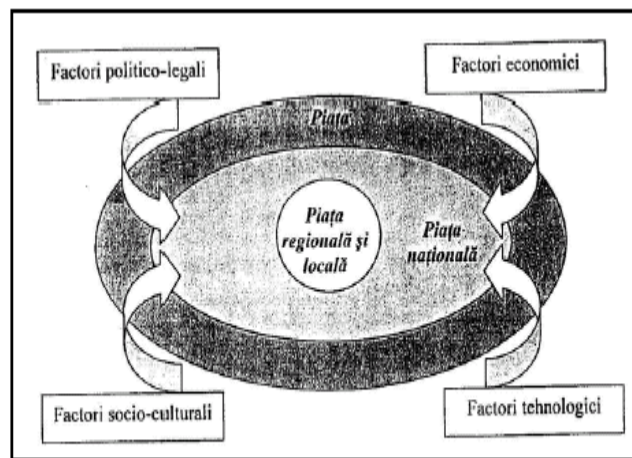 Factori politico-legali
Factori economici
Piața
Piața
regională și
locală
Piața
națională
Factori socio-culturali
Factori tehnologici